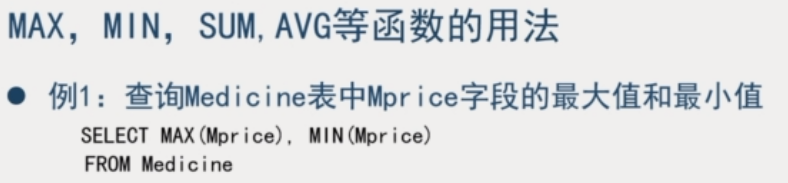 MAX，MIN，SUM,AVG等函数的用法
● 例1：查询Medicine表中Mprice字段的最大值和最小值
SELECT MAX(Mprice), MIN(Mprice)
FROM Medicine